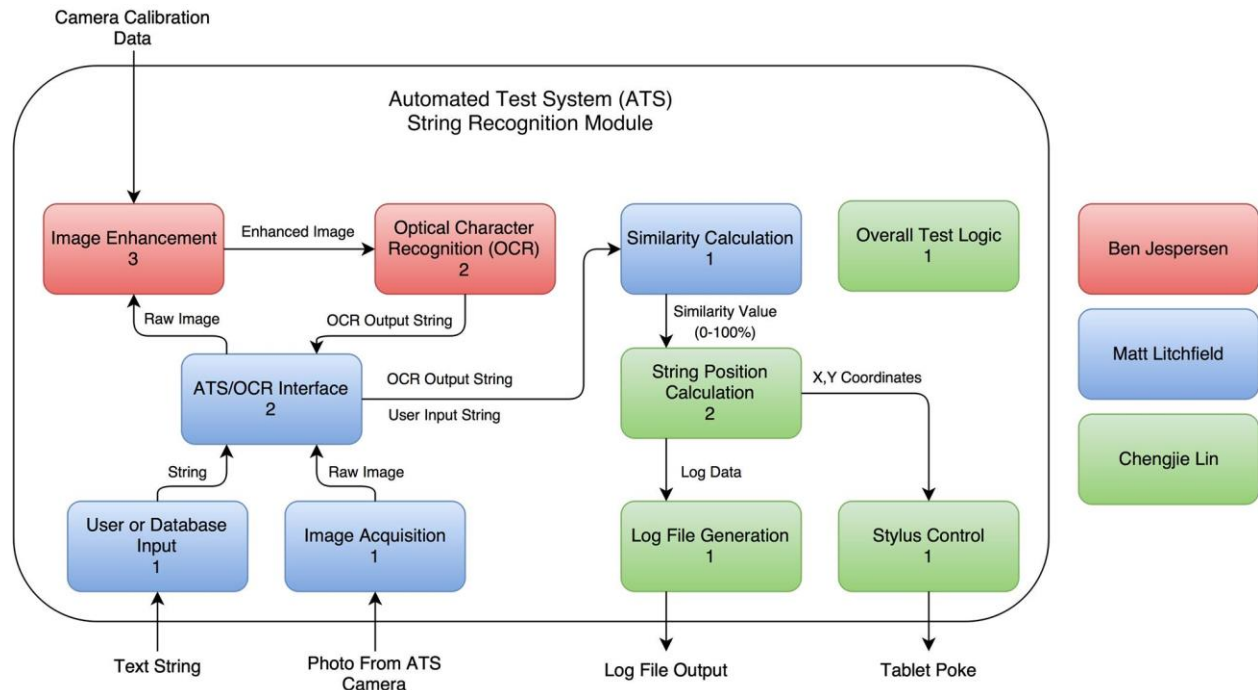 Camera Calibration
Data
Automated Test System (ATS)
String Recognition Module
Image Enhancement
3
Enhanced Image
Optical Character
Recognition (OCR)
2
Similarity Calculation
1
Overall Test Logic
1
Ben Jespersen
Raw Image
OCR Output String
Similarity Value
(0-100%)
Matt Litchfield
ATS/OCR Interface
2
OCR Output String
User Input String
String Position
Calculation
2
X,Y Coordinates
Chengjie Lin
String
Raw Image
Log Data
User or Database
Input
1
Image Acquisition
1
Log File Generation
1
Stylus Control
1
Text String
Photo From ATS
Camera
Log File Output
Tablet Poke